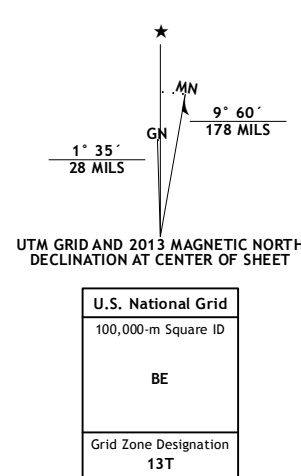 ★
MN
GN
9° 60´
178 MILS
1° 35´
28 MILS
UTM GRID AND 2013 MAGNETIC NORTH
DECLINATION AT CENTER OF SHEET
U.S. National Grid
100,000-m Square ID
BE
Grid Zone Designation
13T